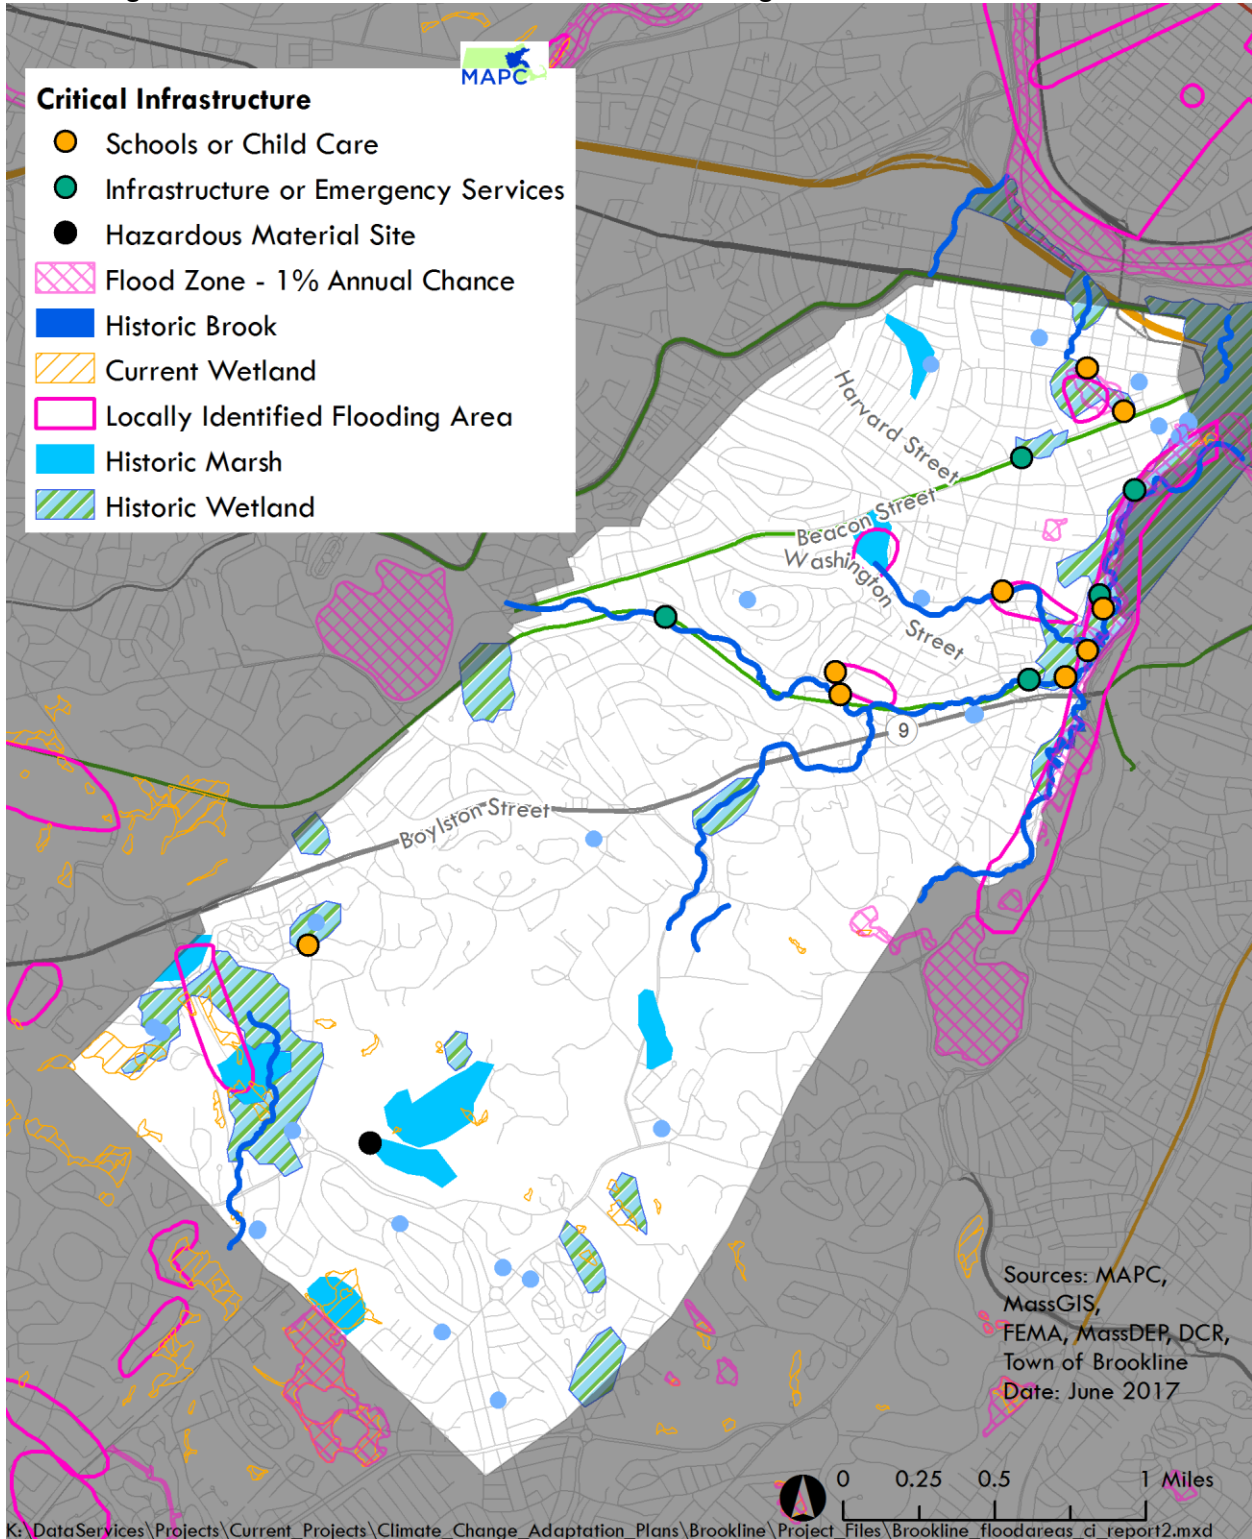 MAPC
Critical Infrastructure
Schools or Child Care
Infrastructure or Emergency Services
Hazardous Material Site
Flood Zone - 1% Annual Chance
Historic Brook
Current Wetland
Locally Identified Flooding Area
Historic Marsh
Historic Wetland
Harvard Street
Beacon Street
Washington
Street
9
Boylston Street
Sources: MAPC,
MassGIS,
FEMA, MassDEP, DCR,
Town of Brookline
Date: June 2017
0 0.25 0.5 1 Miles
K:\DataServices\Projects\Current_Projects\Climate_Change_Adaptation_Plans\Brookline\Project_Files\Brookline_floodareas_ci_report2.mxd